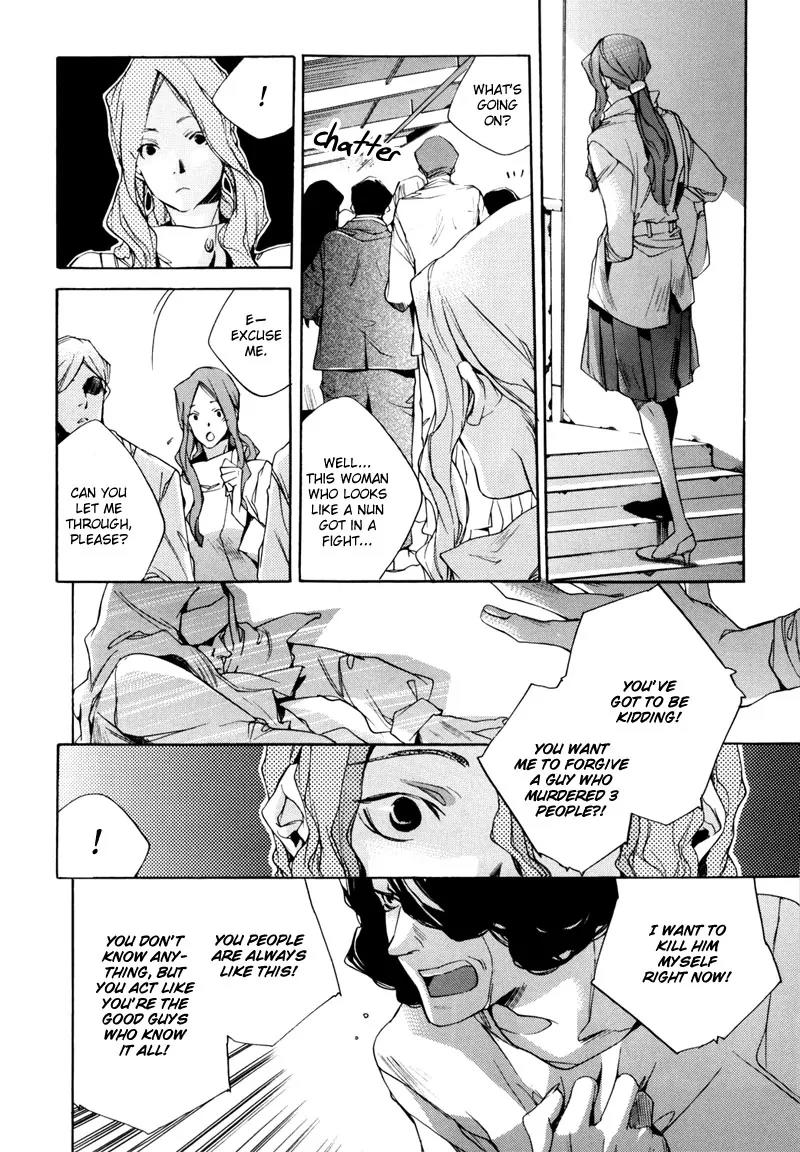 WHAT'S
GOING
ON?
chatter
WELL...
THIS WOMAN
WHO LOOKS
LIKE A NUN
GOT IN A
FIGHT...
!
E—
EXCUSE
ME.
CAN YOU
LET ME
THROUGH,
PLEASE?
YOU'VE
GOT TO BE
KIDDING!
YOU WANT
ME TO FORGIVE
A GUY WHO
MURDERED 3
PEOPLE?!
!
I WANT TO
KILL HIM
MYSELF
RIGHT NOW!
YOU PEOPLE
ARE ALWAYS
LIKE THIS!
YOU DON'T
KNOW ANY-
THING, BUT
YOU ACT LIKE
YOU'RE THE
GOOD GUYS
WHO KNOW
IT ALL!